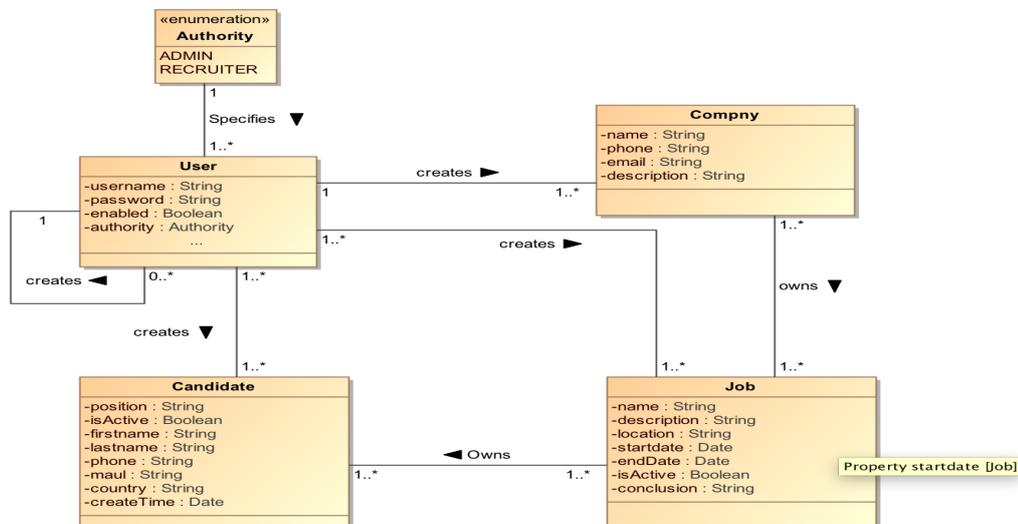 «enumeration»
Authority
ADMIN
RECRUITER
1
Specifies
1..*
User
-username : String
-password : String
-enabled : Boolean
-authority : Authority
...
1
0..*
creates
1
creates
1..*
Compny
-name : String
-phone : String
-email : String
-description : String
1..*
creates
1..*
1..*
owns
1..*
1..*
creates
1..*
Candidate
-position : String
-isActive : Boolean
-firstname : String
-lastname : String
-phone : String
-maul : String
-country : String
-createTime : Date
1..*
Owns
1..*
Job
-name : String
-description : String
-location : String
-startdate : Date
-endDate : Date
-isActive : Boolean
-conclusion : String
Property startdate [Job]